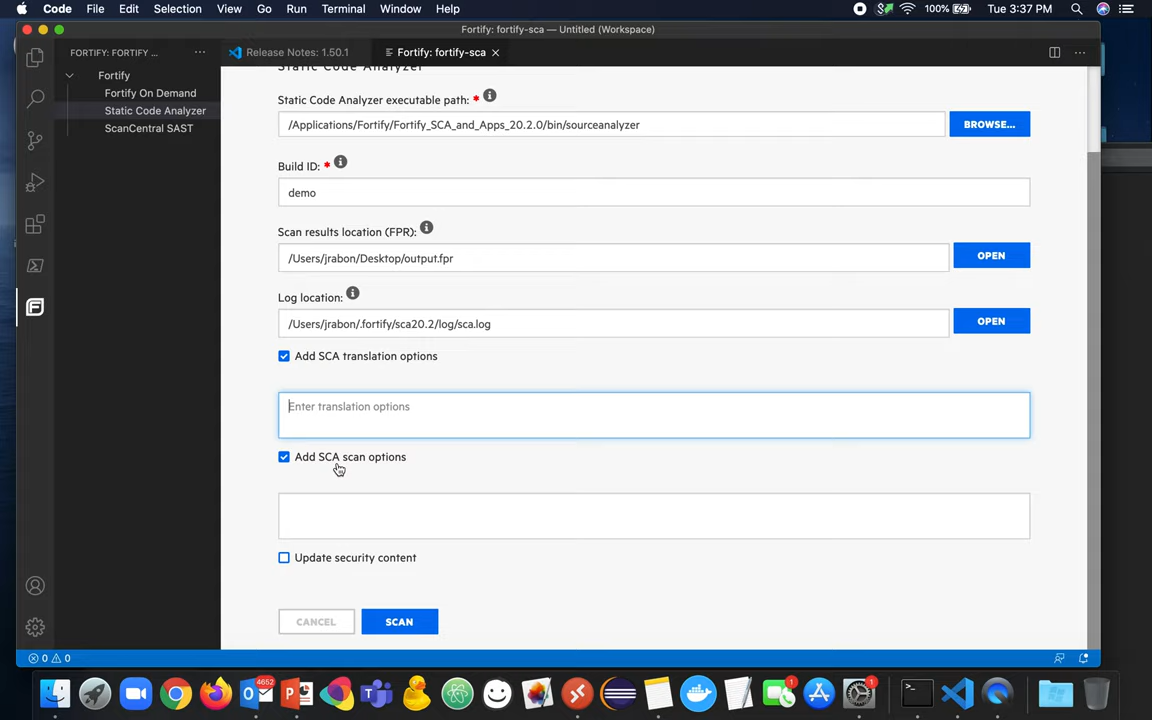 Code File Edit Selection View Go Run Terminal Window Help 100% Tue 3:37 PM
Fortify: fortify-sca — Untitled (Workspace)
FORTIFY: FORTIFY ... ···
Release Notes: 1.50.1
Fortify: fortify-sca
Fortify
Fortify On Demand
Static Code Analyzer
ScanCentral SAST
Static Code Analyzer
Static Code Analyzer executable path: *
/Applications/Fortify/Fortify_SCA_and_Apps_20.2.0/bin/sourceanalyzer
BROWSE...
Build ID: *
demo
Scan results location (FPR):
/Users/jrabon/Desktop/output.fpr
OPEN
Log location:
/Users/jrabon/.fortify/sca20.2/log/sca.log
OPEN
Add SCA translation options
Enter translation options
Add SCA scan options
Update security content
CANCEL
SCAN
0 0
4652
1
1